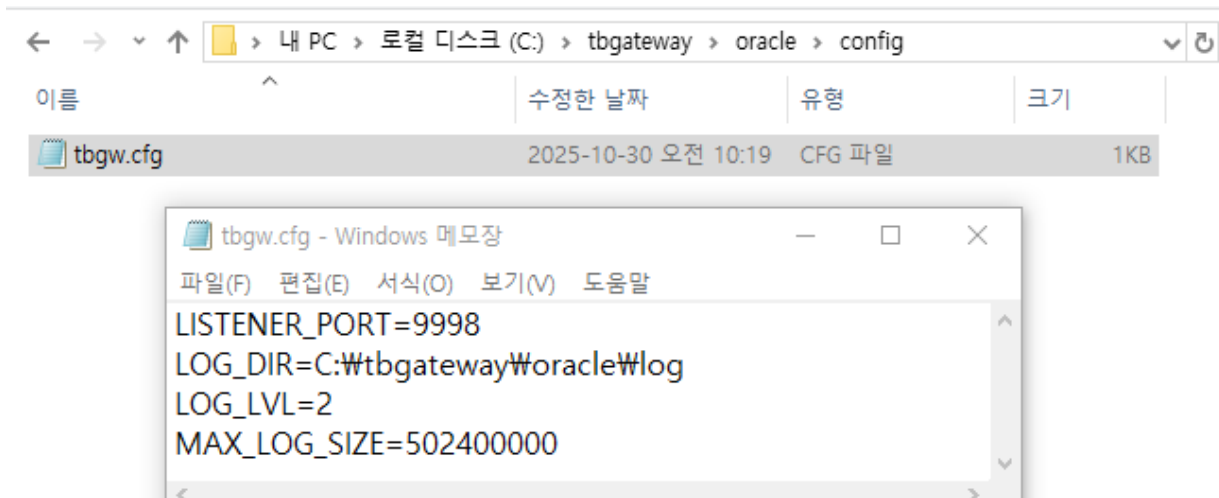 내 PC > 로컬 디스크 (C:) > tbgateway > oracle > config
이름 수정한 날짜 유형 크기
tbgw.cfg 2025-10-30 오전 10:19 CFG 파일 1KB
tbgw.cfg - Windows 메모장
파일(F) 편집(E) 서식(O) 보기(V) 도움말
LISTENER_PORT=9998
LOG_DIR=C:₩tbgateway₩oracle₩log
LOG_LVL=2
MAX_LOG_SIZE=502400000